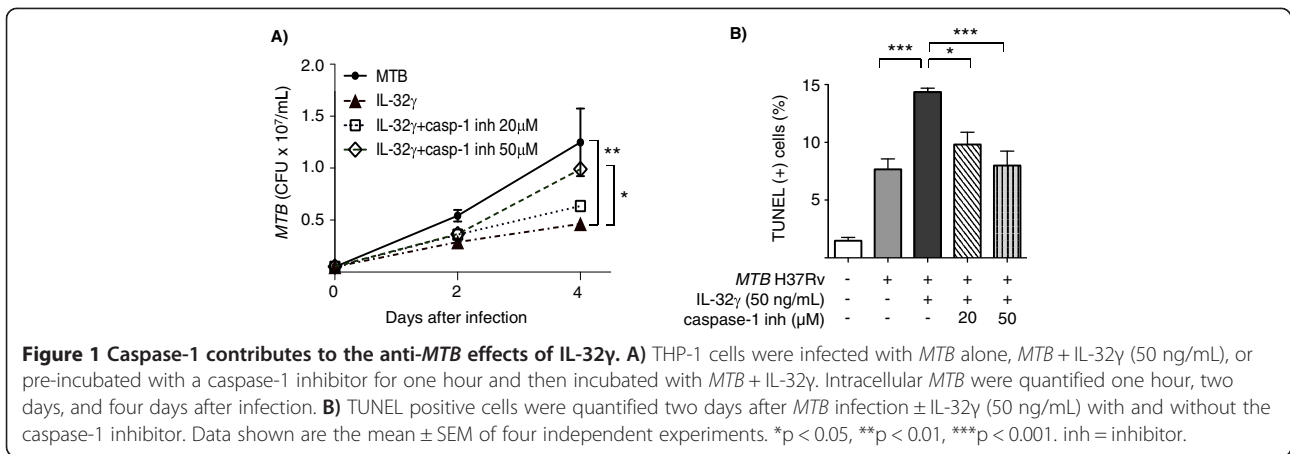 A)
2.0
1.5
1.0
0.5
MTB (CFU x 10⁷/mL)
MTB
IL-32γ
IL-32γ+casp-1 inh 20μM
IL-32γ+casp-1 inh 50μM
**
*
0 2 4
Days after infection
B)
*** * ***
15
10
5
TUNEL (+) cells (%)
MTB H37Rv - + + + +
IL-32γ (50 ng/mL) - - + + +
caspase-1 inh (μM) - - - 20 50
Figure 1 Caspase-1 contributes to the anti-MTB effects of IL-32γ. A) THP-1 cells were infected with MTB alone, MTB + IL-32γ (50 ng/mL), or
pre-incubated with a caspase-1 inhibitor for one hour and then incubated with MTB + IL-32γ. Intracellular MTB were quantified one hour, two
days, and four days after infection. B) TUNEL positive cells were quantified two days after MTB infection ± IL-32γ (50 ng/mL) with and without the
caspase-1 inhibitor. Data shown are the mean ± SEM of four independent experiments. *p < 0.05, **p < 0.01, ***p < 0.001. inh = inhibitor.